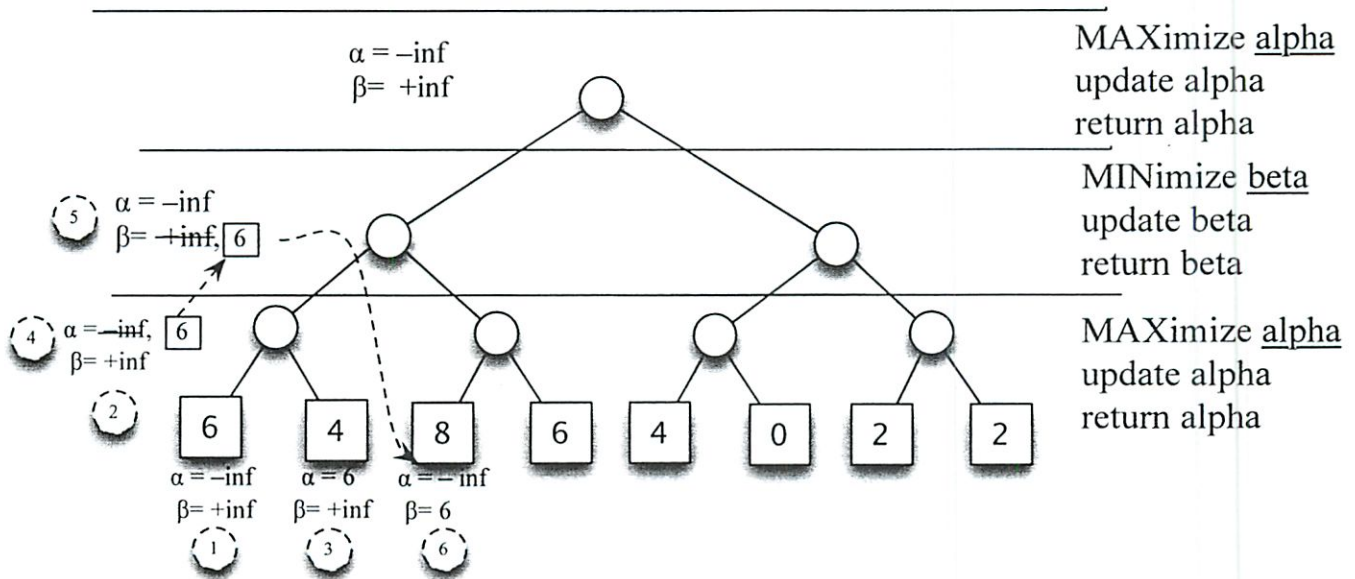 α = –inf
β= +inf
MAXimize alpha
update alpha
return alpha
5
α = –inf
β= +inf, 6
MINimize beta
update beta
return beta
4
α = –inf, 6
β= +inf
MAXimize alpha
update alpha
return alpha
2
6 4 8 6 4 0 2 2
α = –inf α = 6 α = – inf
β= +inf β= +inf β= 6
1 3 6